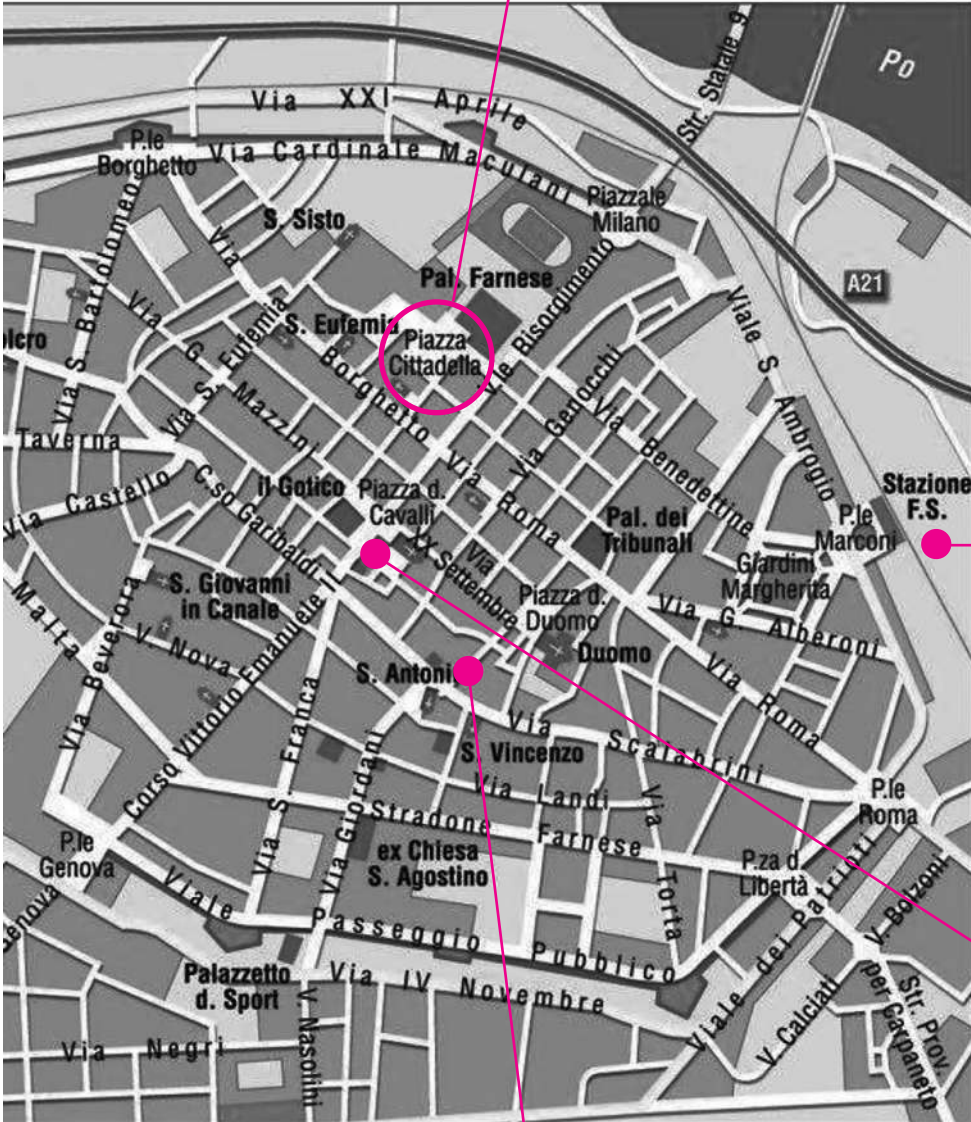 Str. Statale 9
Po
Via XXI Aprile
P.le
Borghetto
Via Cardinale Maculani
Piazzale
Milano
S. Sisto
Pal. Farnese
A21
Via S. Bartolomeo
Via G. Mazzini
Via S. Eufemia
S. Eufemia
Via Borghetto
Piazza
Cittadella
V.le Risorgimento
Viale S. Ambrogio
Via Genocchi
Via Benedettine
Taverna
Via Castello
C.so Garibaldi
il Gotico
Piazza d.
Cavalli
Via Roma
Pal. dei
Tribunali
P.le
Marconi
Stazione
F.S.
Giardini
Margherita
Via XX Settembre
Piazza d.
Duomo
Duomo
Via G. Alberoni
S. Giovanni
in Canale
Malta
Via Beverora
V. Nova
Corso Vittorio Emanuele II
S. Antoni
Via S. Franca
Via Giordani
S. Vincenzo
Via Scalabrini
Via Roma
Via Landi
Via Torta
Stradone Farnese
P.le
Roma
P.za d.
Libertà
P.le
Genova
Genova
ex Chiesa
S. Agostino
Viale Passeggio Pubblico
Viale dei Patrioti
V. Bolzoni
V. Calciati
Str. Prov.
per Carpaneto
Palazzetto
d. Sport
Via IV Novembre
Via Negri
V. Nasolini